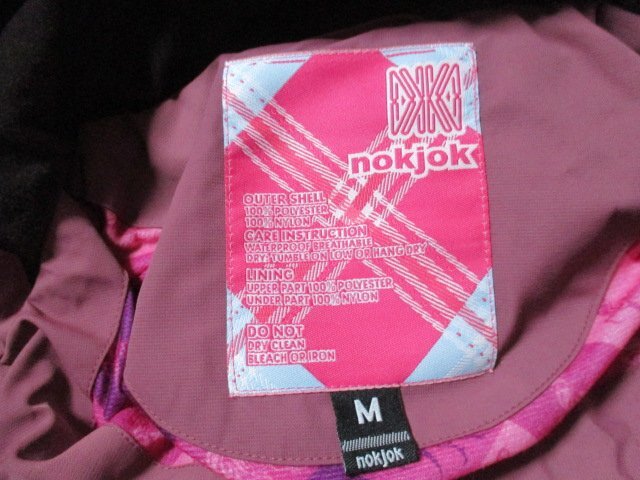 nokjok
OUTER SHELL
100% POLYESTER
100% NYLON
CARE INSTRUCTION
WATERPROOF BREATHABLE
DRY: TUMBLE ON LOW OR HANG DRY
LINING
UPPER PART 100% POLYESTER
UNDER PART 100% NYLON
DO NOT
DRY CLEAN
BLEACH OR IRON
M
nokjok